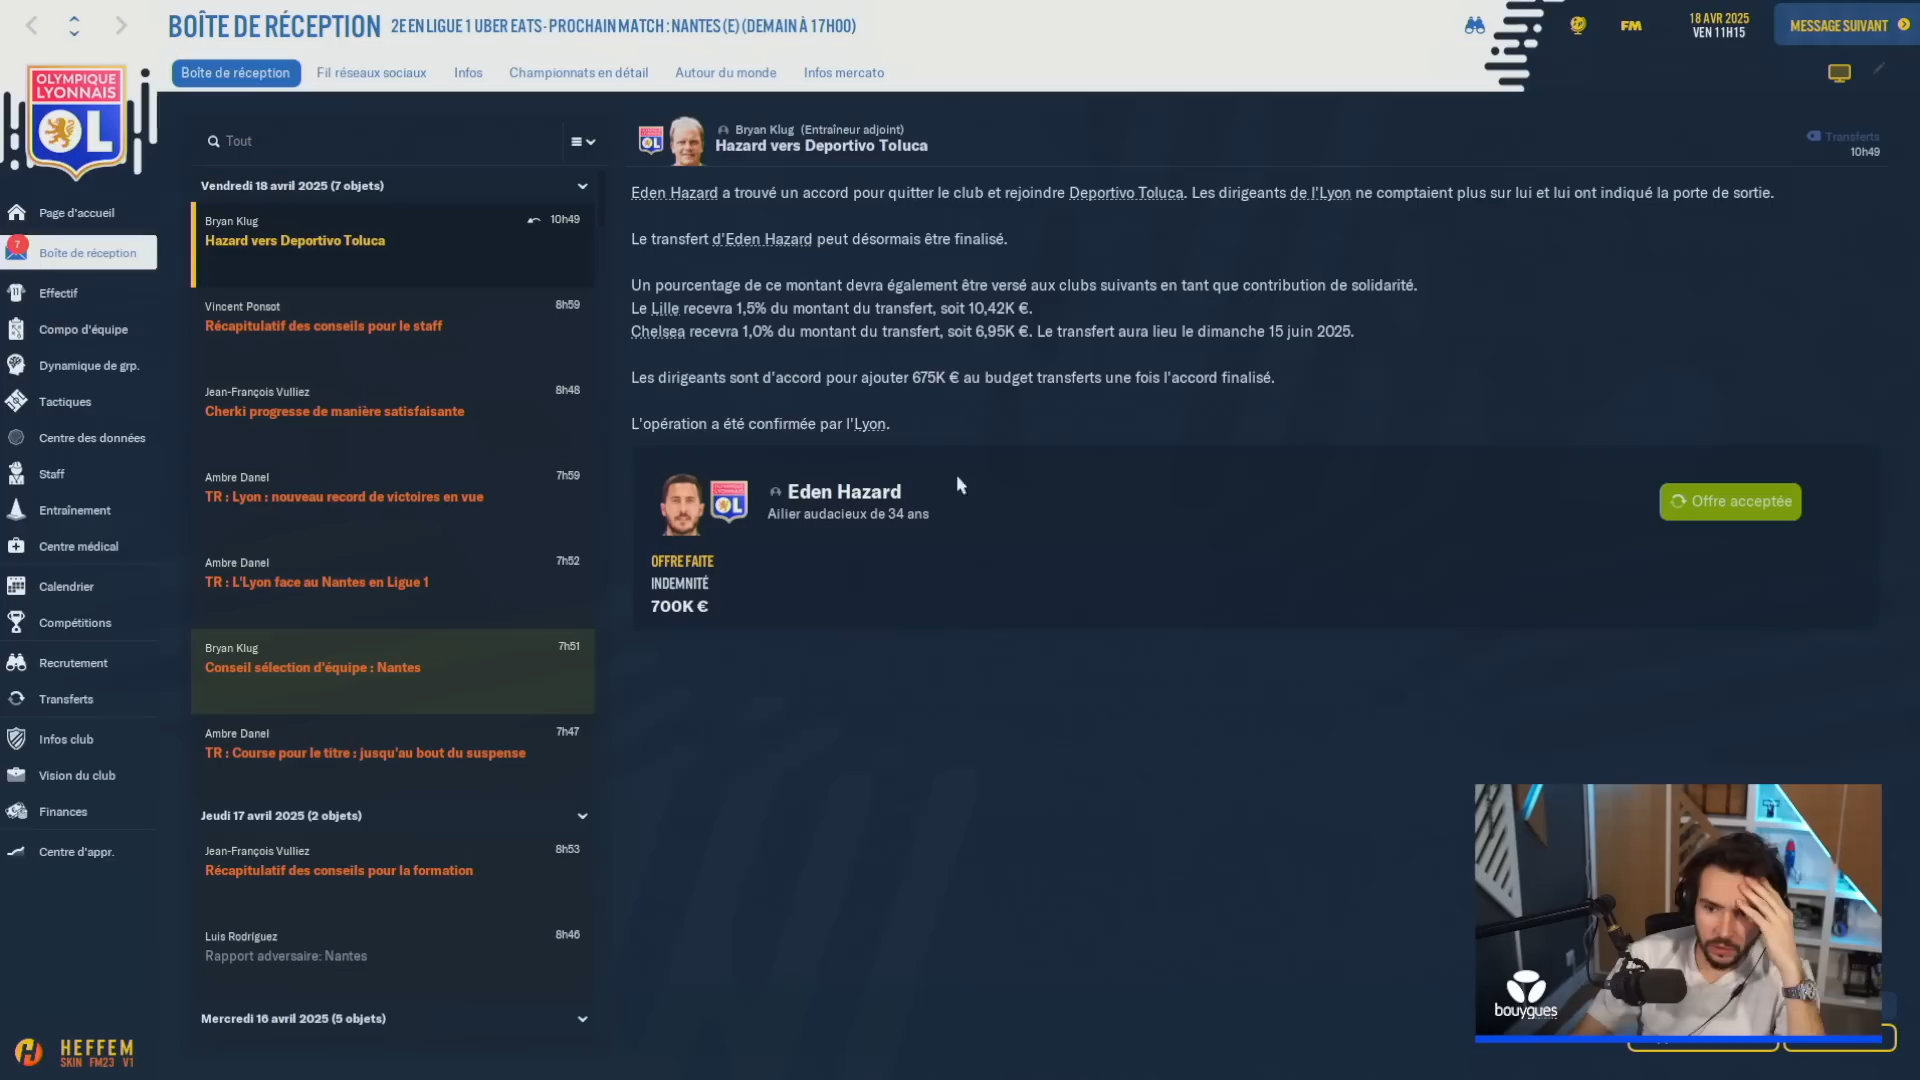 BOÎTE DE RÉCEPTION
2E EN LIGUE 1 UBER EATS - PROCHAIN MATCH : NANTES (E) (DEMAIN À 17H00)
FM
18 AVR 2025
VEN 11H15
MESSAGE SUIVANT
Boîte de réception
Fil réseaux sociaux
Infos
Championnats en détail
Autour du monde
Infos mercato
OLYMPIQUE
LYONNAIS
OL
Page d'accueil
7
Boîte de réception
Effectif
Compo d'équipe
Dynamique de grp.
Tactiques
Centre des données
Staff
Entraînement
Centre médical
Calendrier
Compétitions
Recrutement
Transferts
Infos club
Vision du club
Finances
Centre d'appr.
HEFFEM
SKIN FM23 V1
Tout
Vendredi 18 avril 2025 (7 objets)
Bryan Klug
10h49
Hazard vers Deportivo Toluca
Vincent Ponsot
8h59
Récapitulatif des conseils pour le staff
Jean-François Vulliez
8h48
Cherki progresse de manière satisfaisante
Ambre Danel
7h59
TR : Lyon : nouveau record de victoires en vue
Ambre Danel
7h52
TR : L'Lyon face au Nantes en Ligue 1
Bryan Klug
7h51
Conseil sélection d'équipe : Nantes
Ambre Danel
7h47
TR : Course pour le titre : jusqu'au bout du suspense
Jeudi 17 avril 2025 (2 objets)
Jean-François Vulliez
8h53
Récapitulatif des conseils pour la formation
Luis Rodríguez
8h46
Rapport adversaire: Nantes
Mercredi 16 avril 2025 (5 objets)
Bryan Klug (Entraîneur adjoint)
Hazard vers Deportivo Toluca
Transferts
10h49
Eden Hazard a trouvé un accord pour quitter le club et rejoindre Deportivo Toluca. Les dirigeants de l'Lyon ne comptaient plus sur lui et lui ont indiqué la porte de sortie.
Le transfert d'Eden Hazard peut désormais être finalisé.
Un pourcentage de ce montant devra également être versé aux clubs suivants en tant que contribution de solidarité.
Le Lille recevra 1,5% du montant du transfert, soit 10,42K €.
Chelsea recevra 1,0% du montant du transfert, soit 6,95K €. Le transfert aura lieu le dimanche 15 juin 2025.
Les dirigeants sont d'accord pour ajouter 675K € au budget transferts une fois l'accord finalisé.
L'opération a été confirmée par l'Lyon.
OL
Eden Hazard
Ailier audacieux de 34 ans
Offre acceptée
OFFRE FAITE
INDEMNITÉ
700K €
bouygues